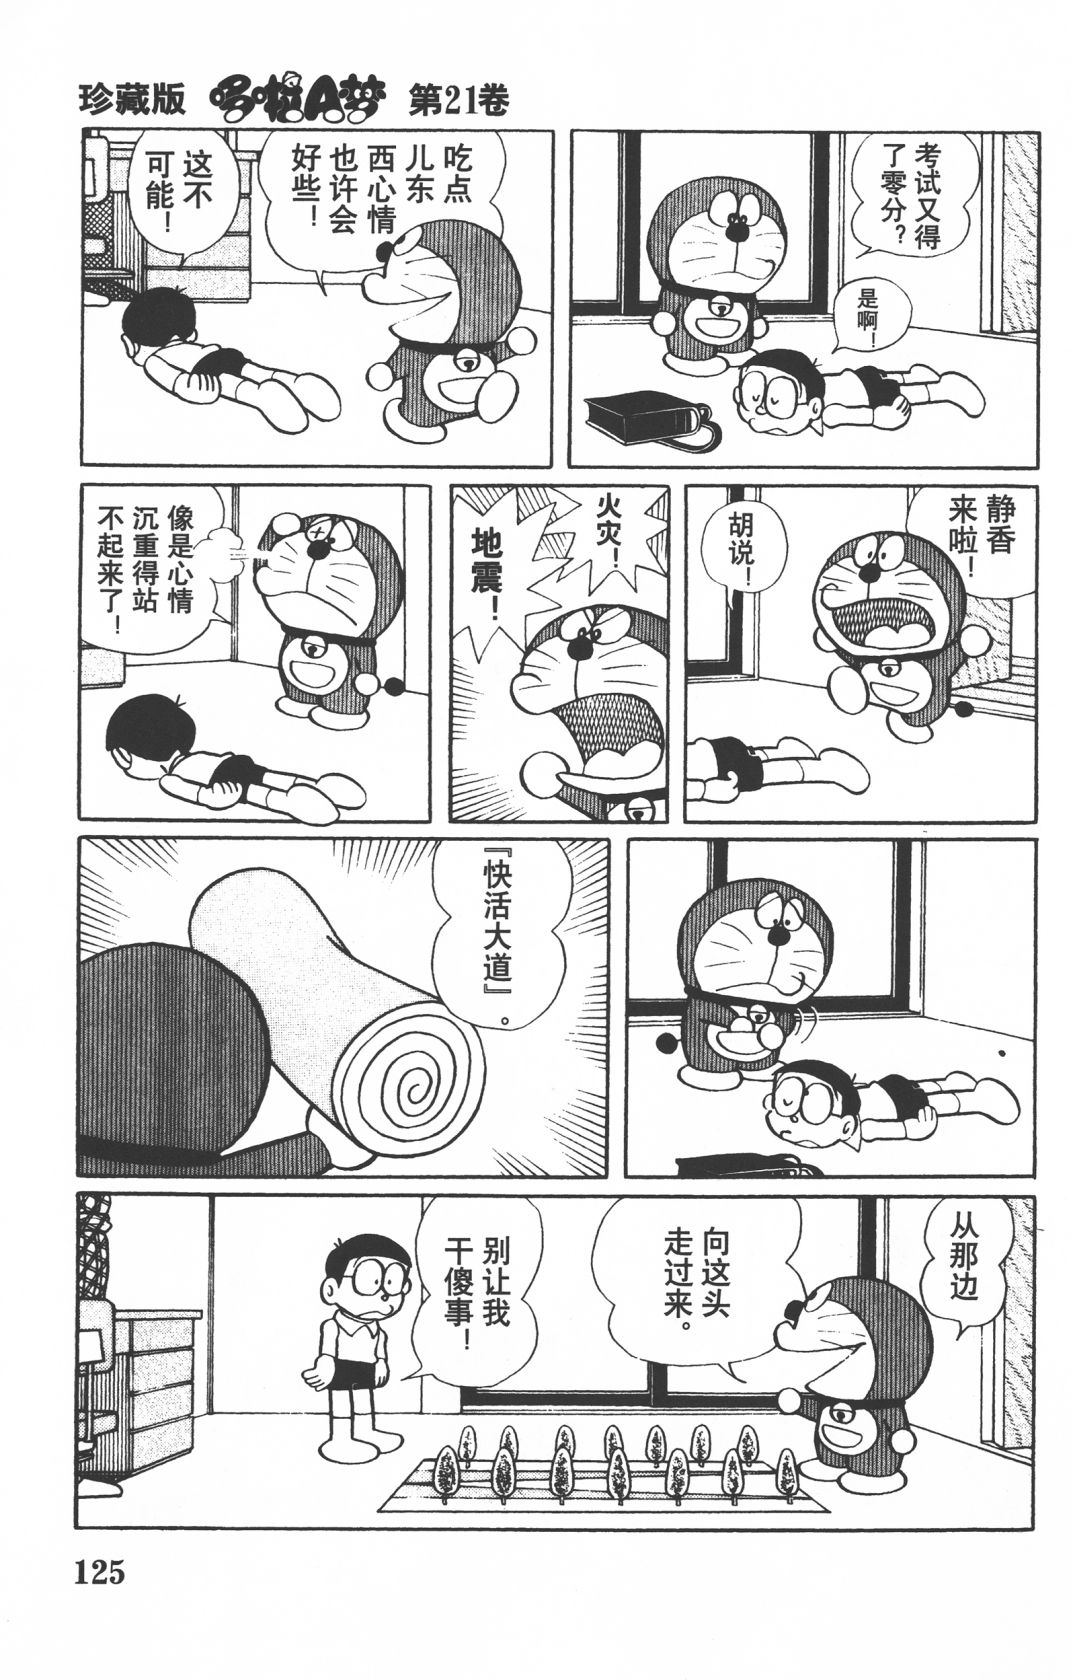 珍藏版 哆啦A梦 第21卷
考试又得
了零分?
是啊!
吃点
儿东
西心情
也许会
好些!
这不
可能!
静香
来啦!
胡说!
火灾!
地震!
像是心情
沉重得站
不起来了!
『快活大道』。
从那边
向这头
走过来。
别让我
干傻事!
125